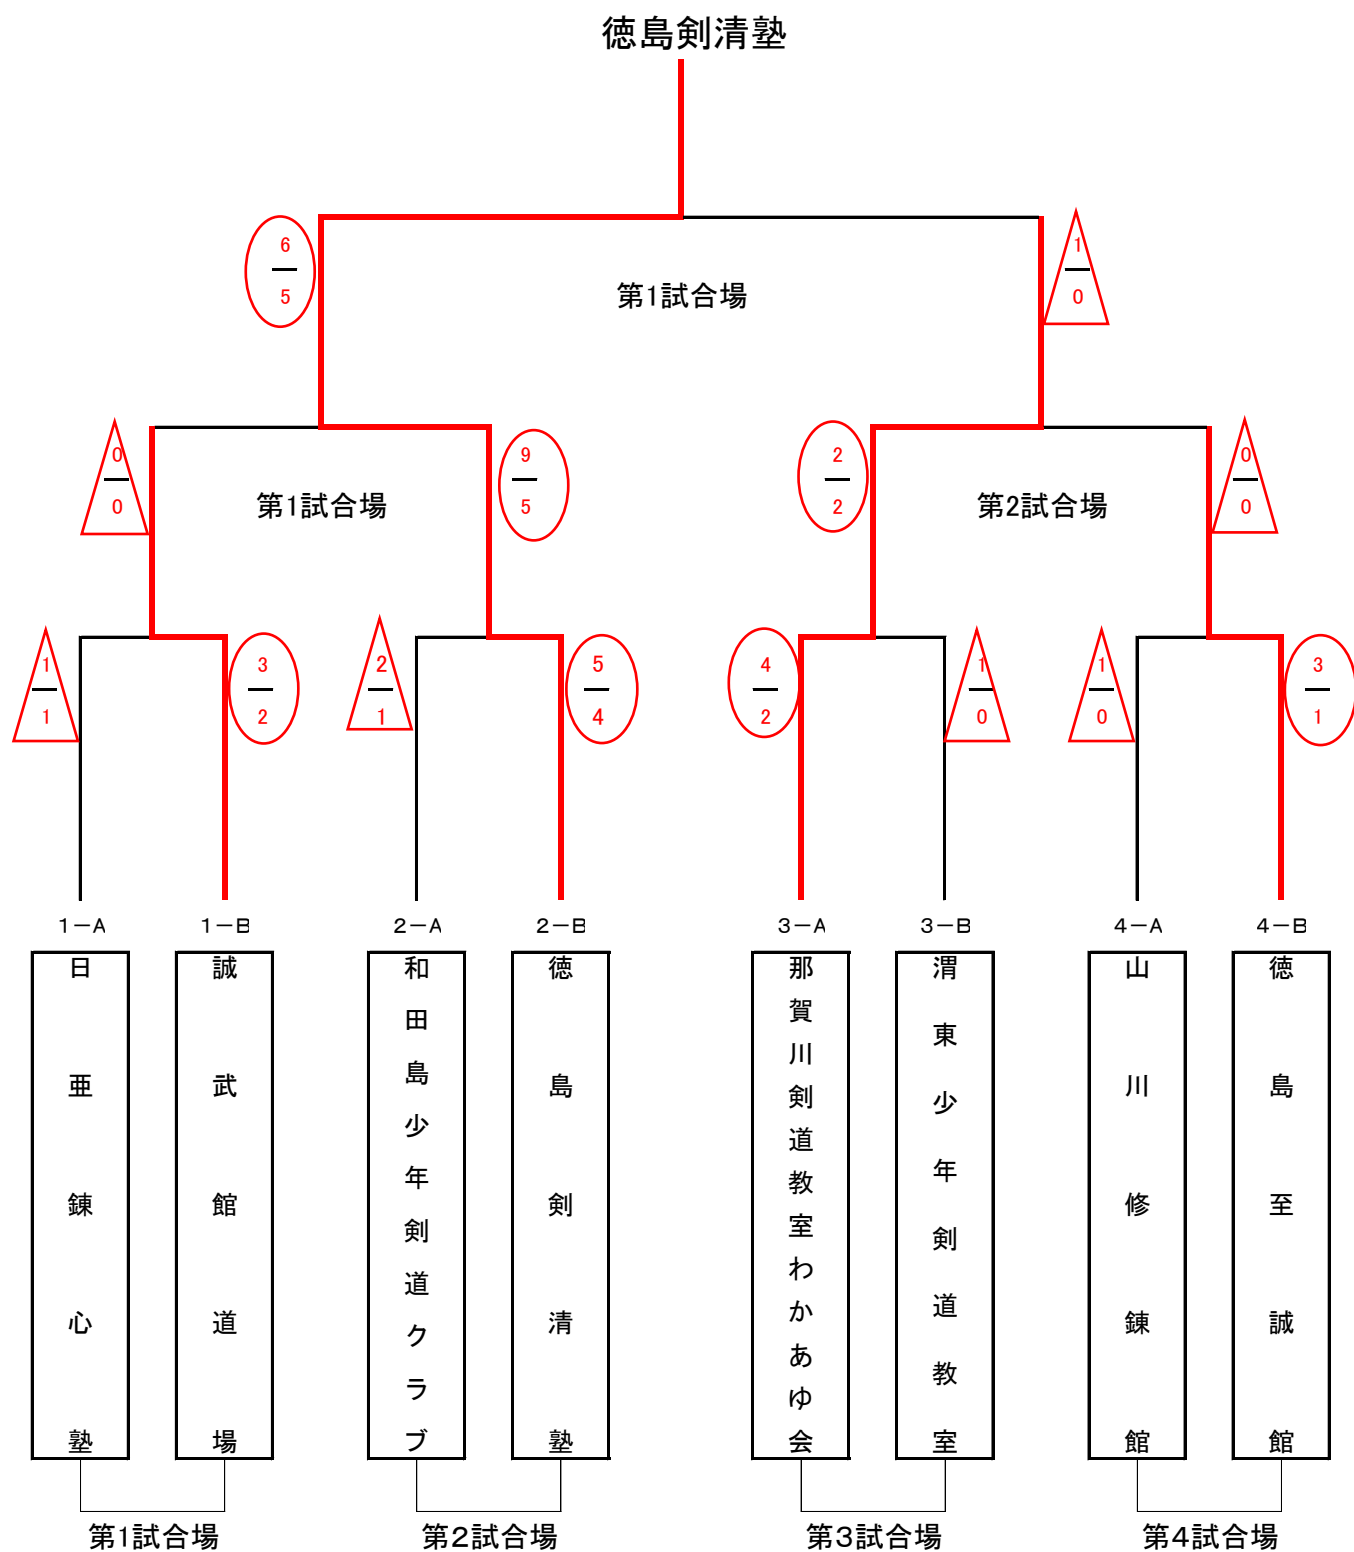 徳島剣清塾
6
5
1
0
第1試合場
0
0
9
5
2
2
0
0
第1試合場
第2試合場
1
1
3
2
2
1
5
4
4
2
1
0
1
0
3
1
1－A
1－B
2－A
2－B
3－A
3－B
4－A
4－B
日亜錬心塾
誠武館道場
和田島少年剣道クラブ
徳島剣清塾
那賀川剣道教室わかあゆ会
渭東少年剣道教室
山川修錬館
徳島至誠館
第1試合場
第2試合場
第3試合場
第4試合場